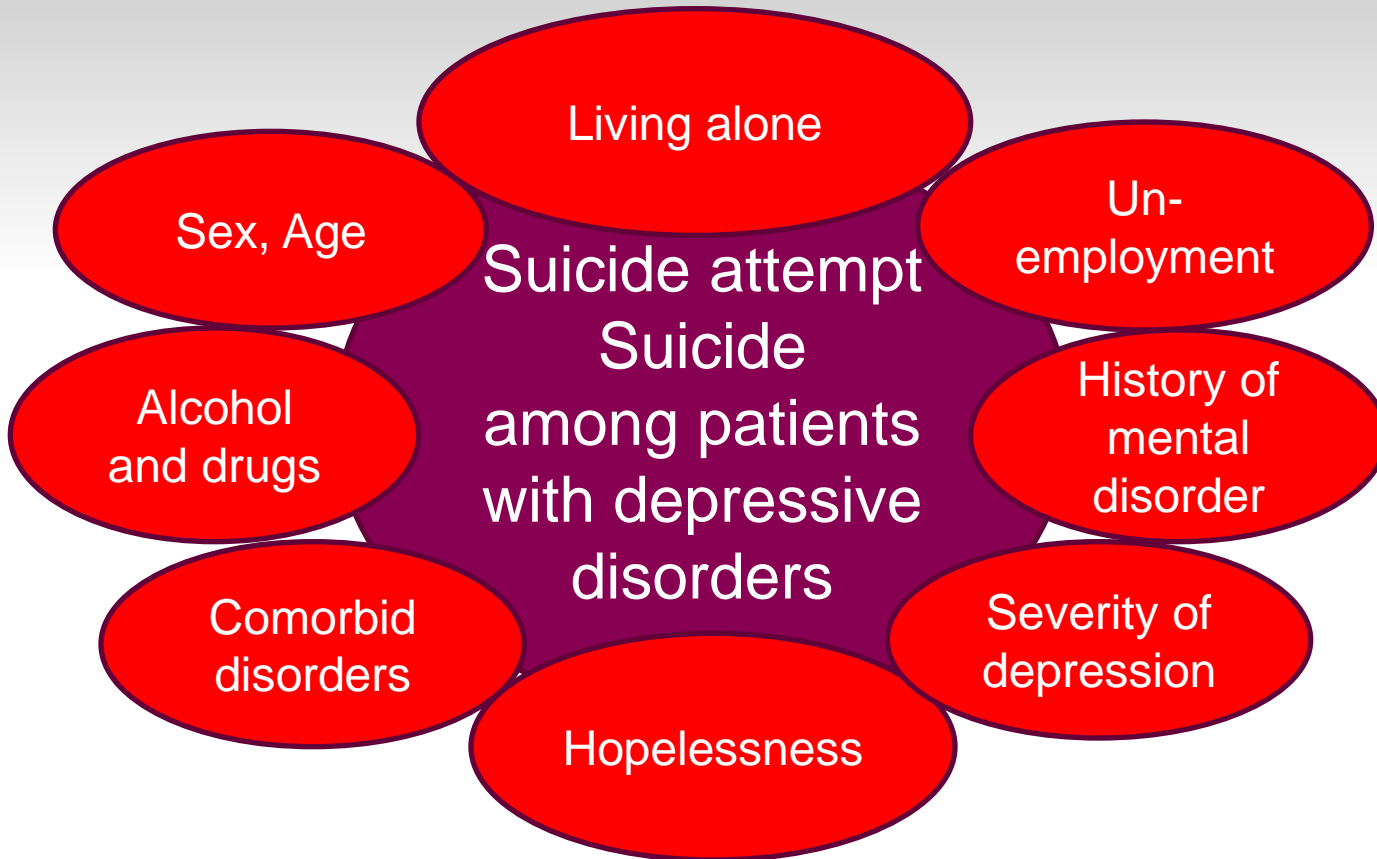 Living alone
Sex, Age
Un-
employment
Suicide attempt
Suicide
among patients
with depressive
disorders
Alcohol
and drugs
History of
mental
disorder
Comorbid
disorders
Severity of
depression
Hopelessness